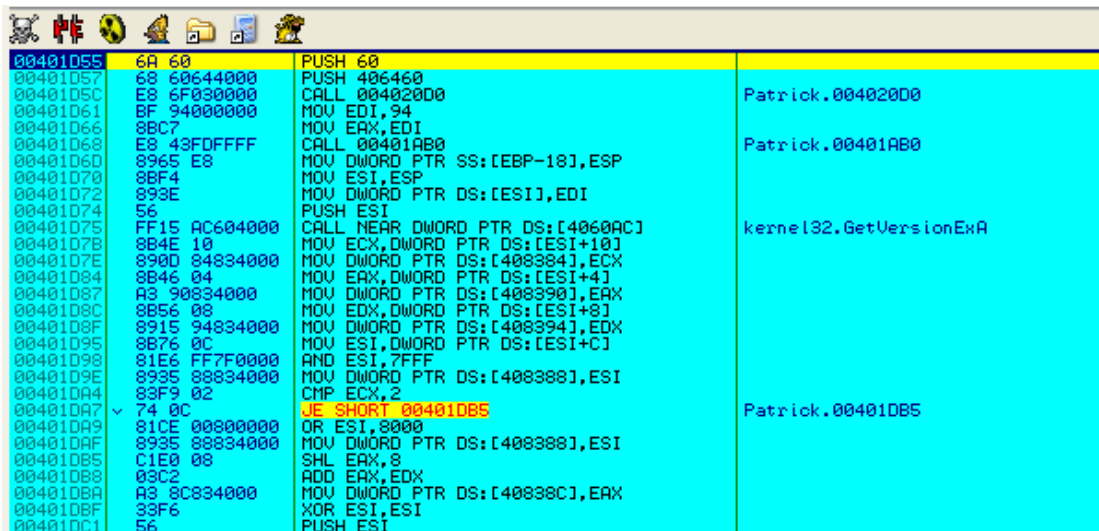 00401D55 6A 60 PUSH 60
00401D57 68 60644000 PUSH 406460
00401D5C E8 6F030000 CALL 004020D0 Patrick.004020D0
00401D61 BF 94000000 MOV EDI,94
00401D66 8BC7 MOV EAX,EDI
00401D68 E8 43FDFFFF CALL 00401AB0 Patrick.00401AB0
00401D6D 8965 E8 MOV DWORD PTR SS:[EBP-18],ESP
00401D70 8BF4 MOV ESI,ESP
00401D72 893E MOV DWORD PTR DS:[ESI],EDI
00401D74 56 PUSH ESI
00401D75 FF15 AC604000 CALL NEAR DWORD PTR DS:[4060AC] kernel32.GetVersionExA
00401D7B 8B4E 10 MOV ECX,DWORD PTR DS:[ESI+10]
00401D7E 890D 84834000 MOV DWORD PTR DS:[408384],ECX
00401D84 8B46 04 MOV EAX,DWORD PTR DS:[ESI+4]
00401D87 A3 90834000 MOV DWORD PTR DS:[408390],EAX
00401D8C 8B56 08 MOV EDX,DWORD PTR DS:[ESI+8]
00401D8F 8915 94834000 MOV DWORD PTR DS:[408394],EDX
00401D95 8B76 0C MOV ESI,DWORD PTR DS:[ESI+C]
00401D98 81E6 FF7F0000 AND ESI,7FFF
00401D9E 8935 88834000 MOV DWORD PTR DS:[408388],ESI
00401DA4 83F9 02 CMP ECX,2
00401DA7 74 0C JE SHORT 00401DB5 Patrick.00401DB5
00401DA9 81CE 00800000 OR ESI,8000
00401DAF 8935 88834000 MOV DWORD PTR DS:[408388],ESI
00401DB5 C1E0 08 SHL EAX,8
00401DB8 03C2 ADD EAX,EDX
00401DBA A3 8C834000 MOV DWORD PTR DS:[40838C],EAX
00401DBF 33F6 XOR ESI,ESI
00401DC1 56 PUSH ESI